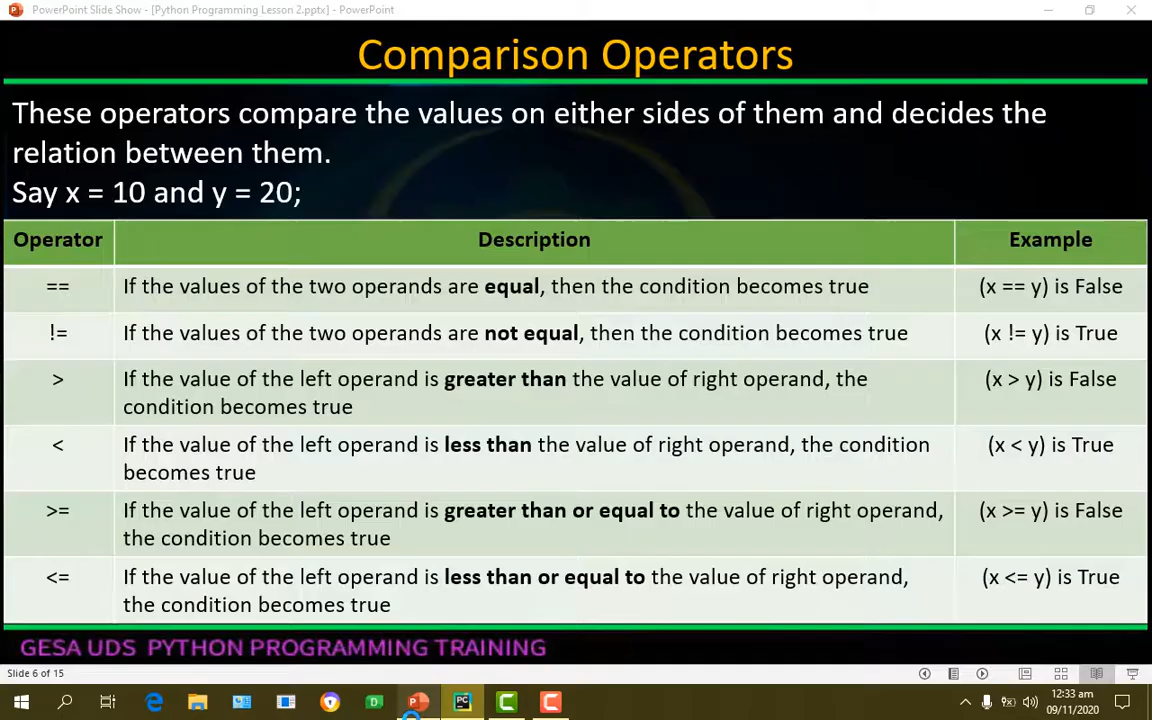 PowerPoint Slide Show - [Python Programming Lesson 2.pptx] - PowerPoint
Comparison Operators
These operators compare the values on either sides of them and decides the
relation between them.
Say x = 10 and y = 20;
Operator Description Example
== If the values of the two operands are equal, then the condition becomes true (x == y) is False
!= If the values of the two operands are not equal, then the condition becomes true (x != y) is True
> If the value of the left operand is greater than the value of right operand, the (x > y) is False
condition becomes true
< If the value of the left operand is less than the value of right operand, the condition (x < y) is True
becomes true
>= If the value of the left operand is greater than or equal to the value of right operand, (x >= y) is False
the condition becomes true
<= If the value of the left operand is less than or equal to the value of right operand, (x <= y) is True
the condition becomes true
GESA UDS PYTHON PROGRAMMING TRAINING
Slide 6 of 15
12:33 am
09/11/2020